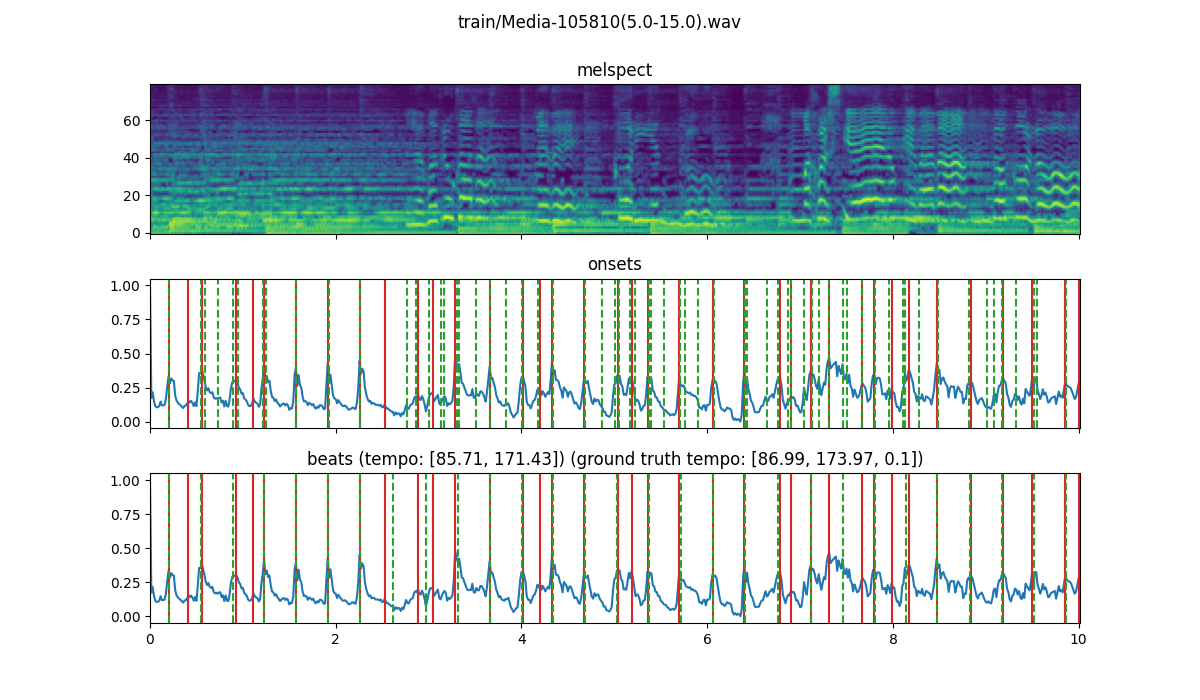 train/Media-105810(5.0-15.0).wav
melspect
60
40
20
0
onsets
1.00
0.75
0.50
0.25
0.00
beats (tempo: [85.71, 171.43]) (ground truth tempo: [86.99, 173.97, 0.1])
1.00
0.75
0.50
0.25
0.00
0 2 4 6 8 10